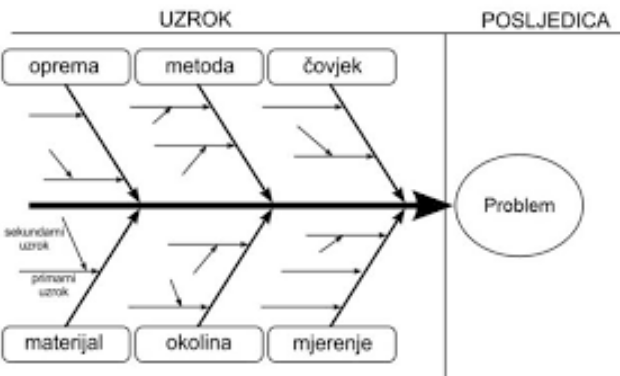 UZROK
POSLJEDICA
oprema
metoda
čovjek
Problem
sekundarni
uzrok
primarni
uzrok
materijal
okolina
mjerenje